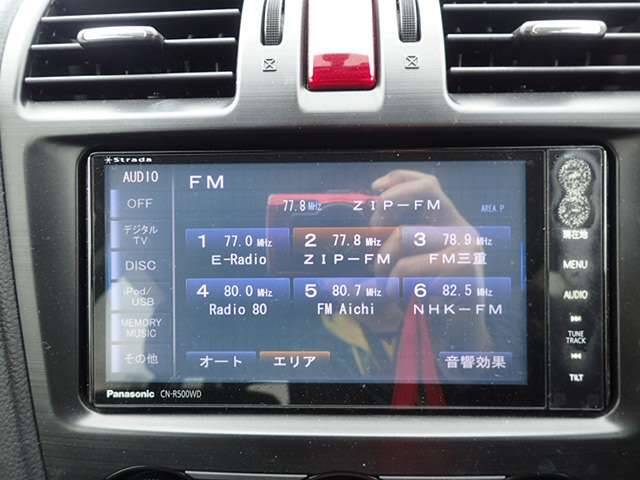 Strada
AUDIO
FM
OFF
77.8 MHz ZIP-FM AREA P
デジタル
TV
1 77.0 MHz
E-Radio
2 77.8 MHz
ZIP-FM
3 78.9 MHz
FM三重
DISC
iPod/
USB
4 80.0 MHz
Radio 80
5 80.7 MHz
FM Aichi
6 82.5 MHz
NHK-FM
MEMORY
MUSIC
その他
オート
エリア
音響効果
現在地
MENU
AUDIO
TUNE
TRACK
TILT
Panasonic CN-R500WD